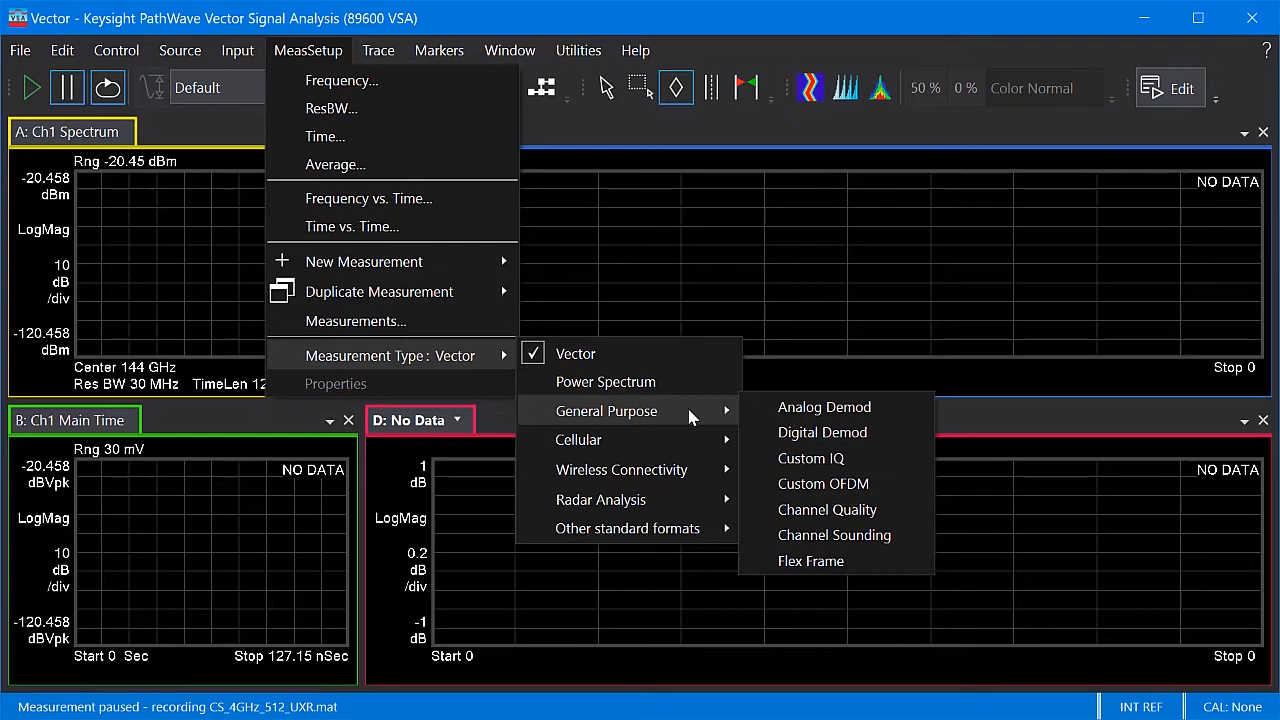 Vector - Keysight PathWave Vector Signal Analysis (89600 VSA)
File Edit Control Source Input MeasSetup Trace Markers Window Utilities Help ?
Default
50 % 0 % Color Normal Edit
Frequency...
ResBW...
Time...
Average...
Frequency vs. Time...
Time vs. Time...
New Measurement
Duplicate Measurement
Measurements...
Measurement Type : Vector
Properties
Vector
Power Spectrum
General Purpose
Cellular
Wireless Connectivity
Radar Analysis
Other standard formats
Analog Demod
Digital Demod
Custom IQ
Custom OFDM
Channel Quality
Channel Sounding
Flex Frame
A: Ch1 Spectrum
Rng -20.45 dBm
-20.458
dBm
LogMag
10
dB
/div
-120.458
dBm
NO DATA
Center 144 GHz
Stop 0
Res BW 30 MHz TimeLen 12
B: Ch1 Main Time
Rng 30 mV
-20.458
dBVpk
LogMag
10
dB
/div
-120.458
dBVpk
NO DATA
Start 0 Sec Stop 127.15 nSec
D: No Data
1
dB
LogMag
0.2
dB
/div
-1
dB
NO DATA
Start 0 Stop 0
Measurement paused - recording CS_4GHz_512_UXR.mat
INT REF CAL: None